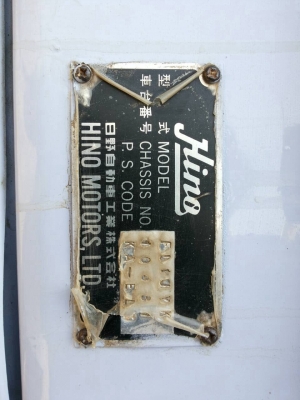 Hino
型 式 MODEL
車台番号 CHASSIS NO.
P. S. CODE
日野自動車工業株式会社
HINO MOTORS, LTD.